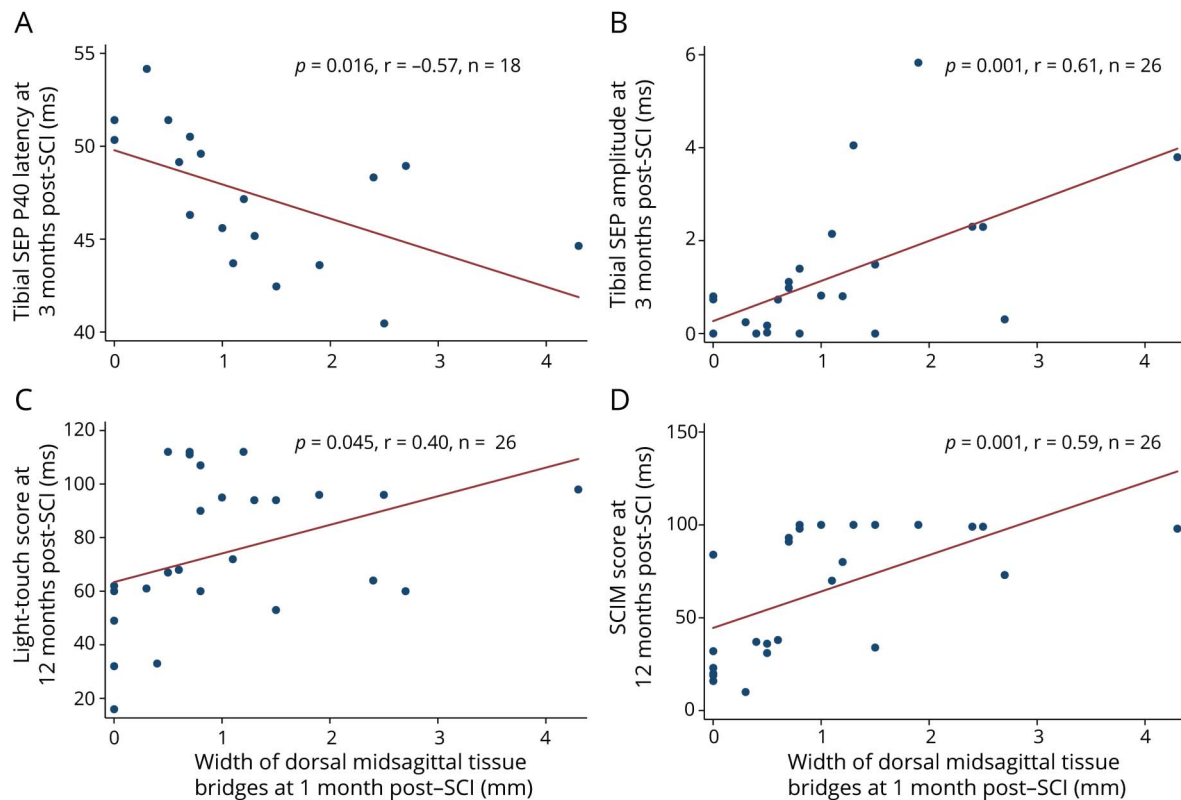 A
Tibial SEP P40 latency at
3 months post-SCI (ms)
55
50
45
40
p = 0.016, r = –0.57, n = 18
0 1 2 3 4
B
Tibial SEP amplitude at
3 months post-SCI (ms)
6
4
2
0
p = 0.001, r = 0.61, n = 26
0 1 2 3 4
C
Light-touch score at
12 months post-SCI (ms)
120
100
80
60
40
20
p = 0.045, r = 0.40, n = 26
0 1 2 3 4
Width of dorsal midsagittal tissue
bridges at 1 month post–SCI (mm)
D
SCIM score at
12 months post-SCI (ms)
150
100
50
0
p = 0.001, r = 0.59, n = 26
0 1 2 3 4
Width of dorsal midsagittal tissue
bridges at 1 month post–SCI (mm)